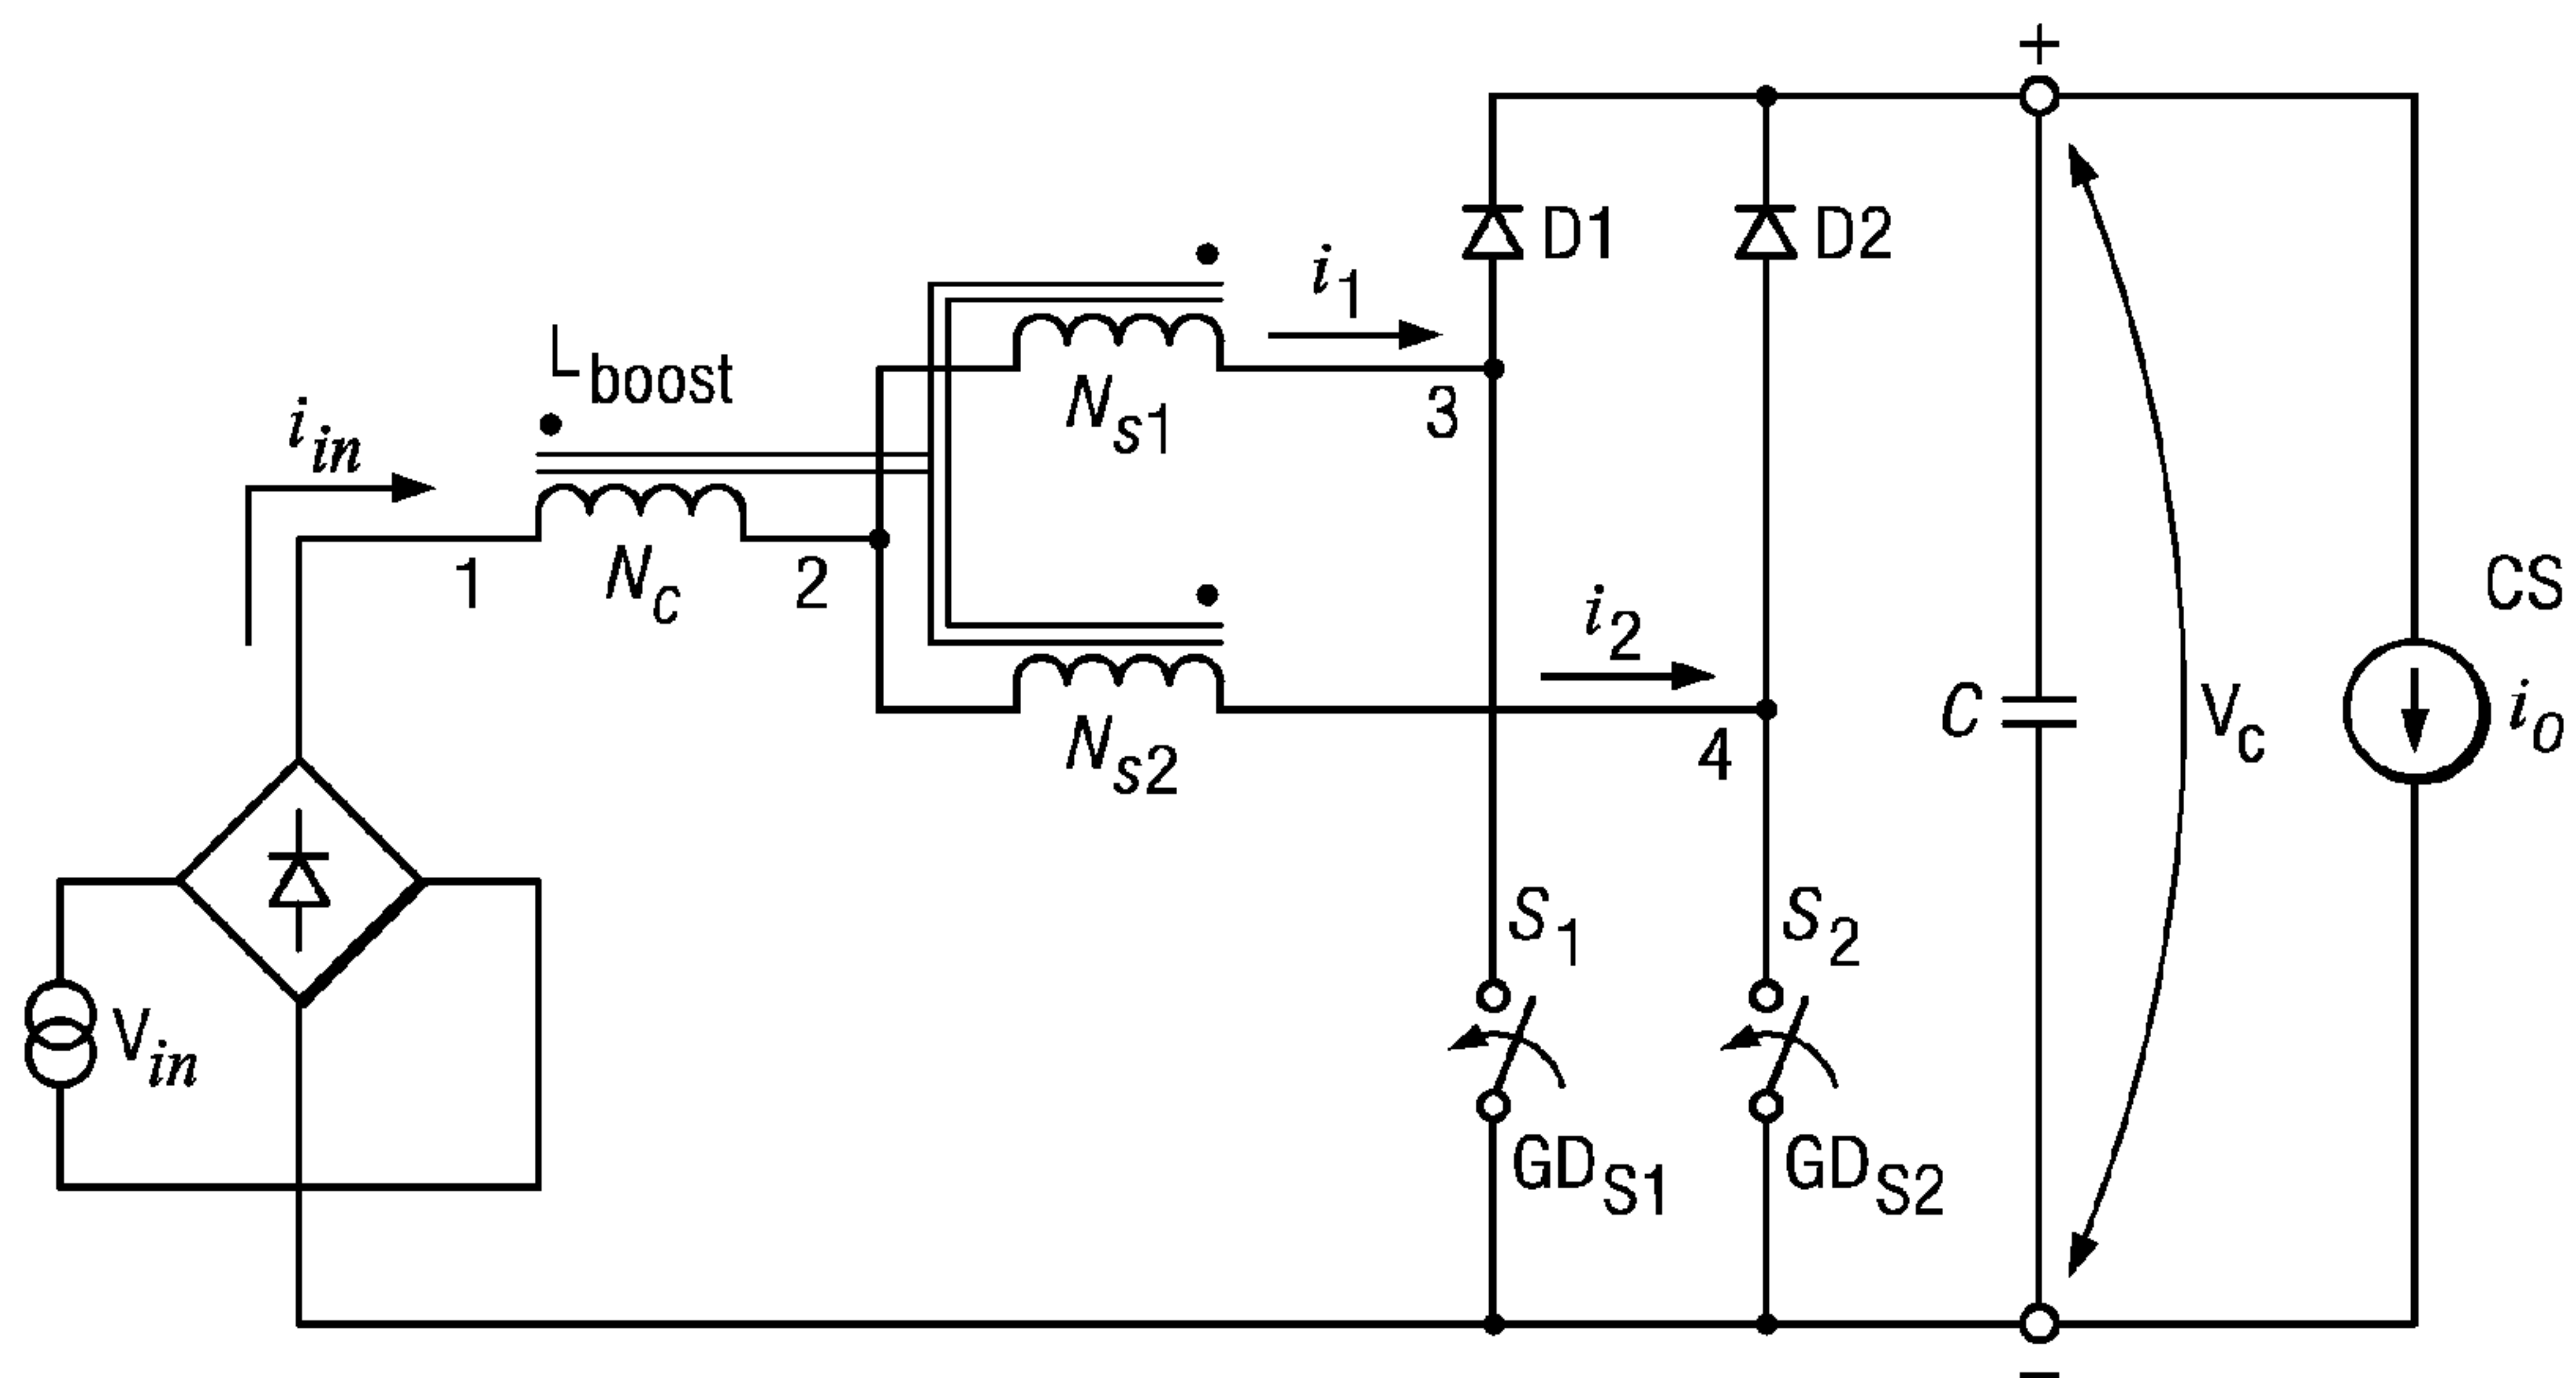 +
D1
D2
i1
Lboost
Ns1
3
iin
1
Nc
2
i2
CS
Ns2
4
C
Vc
io
S1
S2
Vin
GDS1
GDS2
−